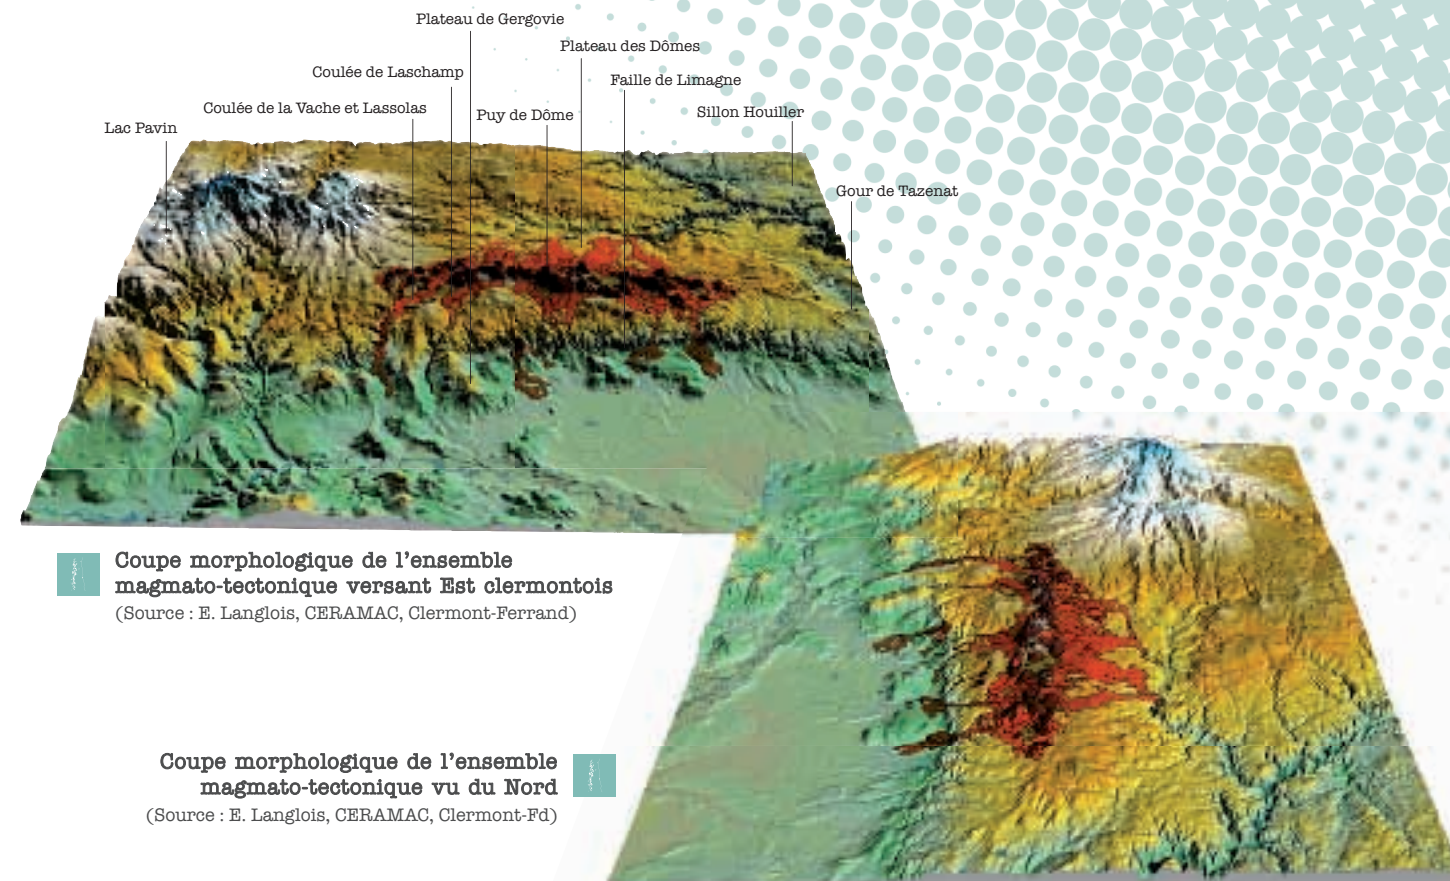 Plateau de Gergovie
Plateau des Dômes
Coulée de Laschamp
Faille de Limagne
Coulée de la Vache et Lassolas
Puy de Dôme
Sillon Houiller
Lac Pavin
Gour de Tazenat
Coupe morphologique de l’ensemble
magmato-tectonique versant Est clermontois
(Source : E. Langlois, CERAMAC, Clermont-Ferrand)
Coupe morphologique de l’ensemble
magmato-tectonique vu du Nord
(Source : E. Langlois, CERAMAC, Clermont-Fd)